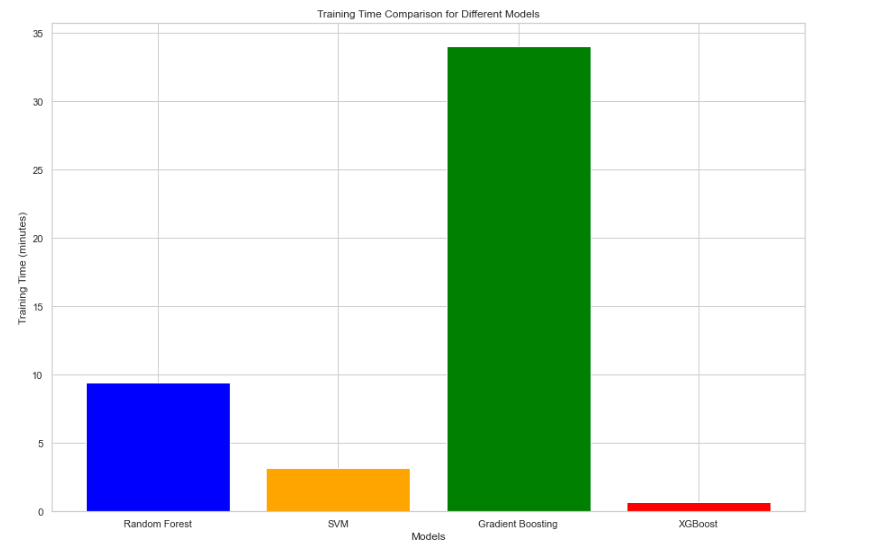 Training Time Comparison for Different Models
Training Time (minutes)
35
30
25
20
15
10
5
0
Random Forest
SVM
Gradient Boosting
XGBoost
Models